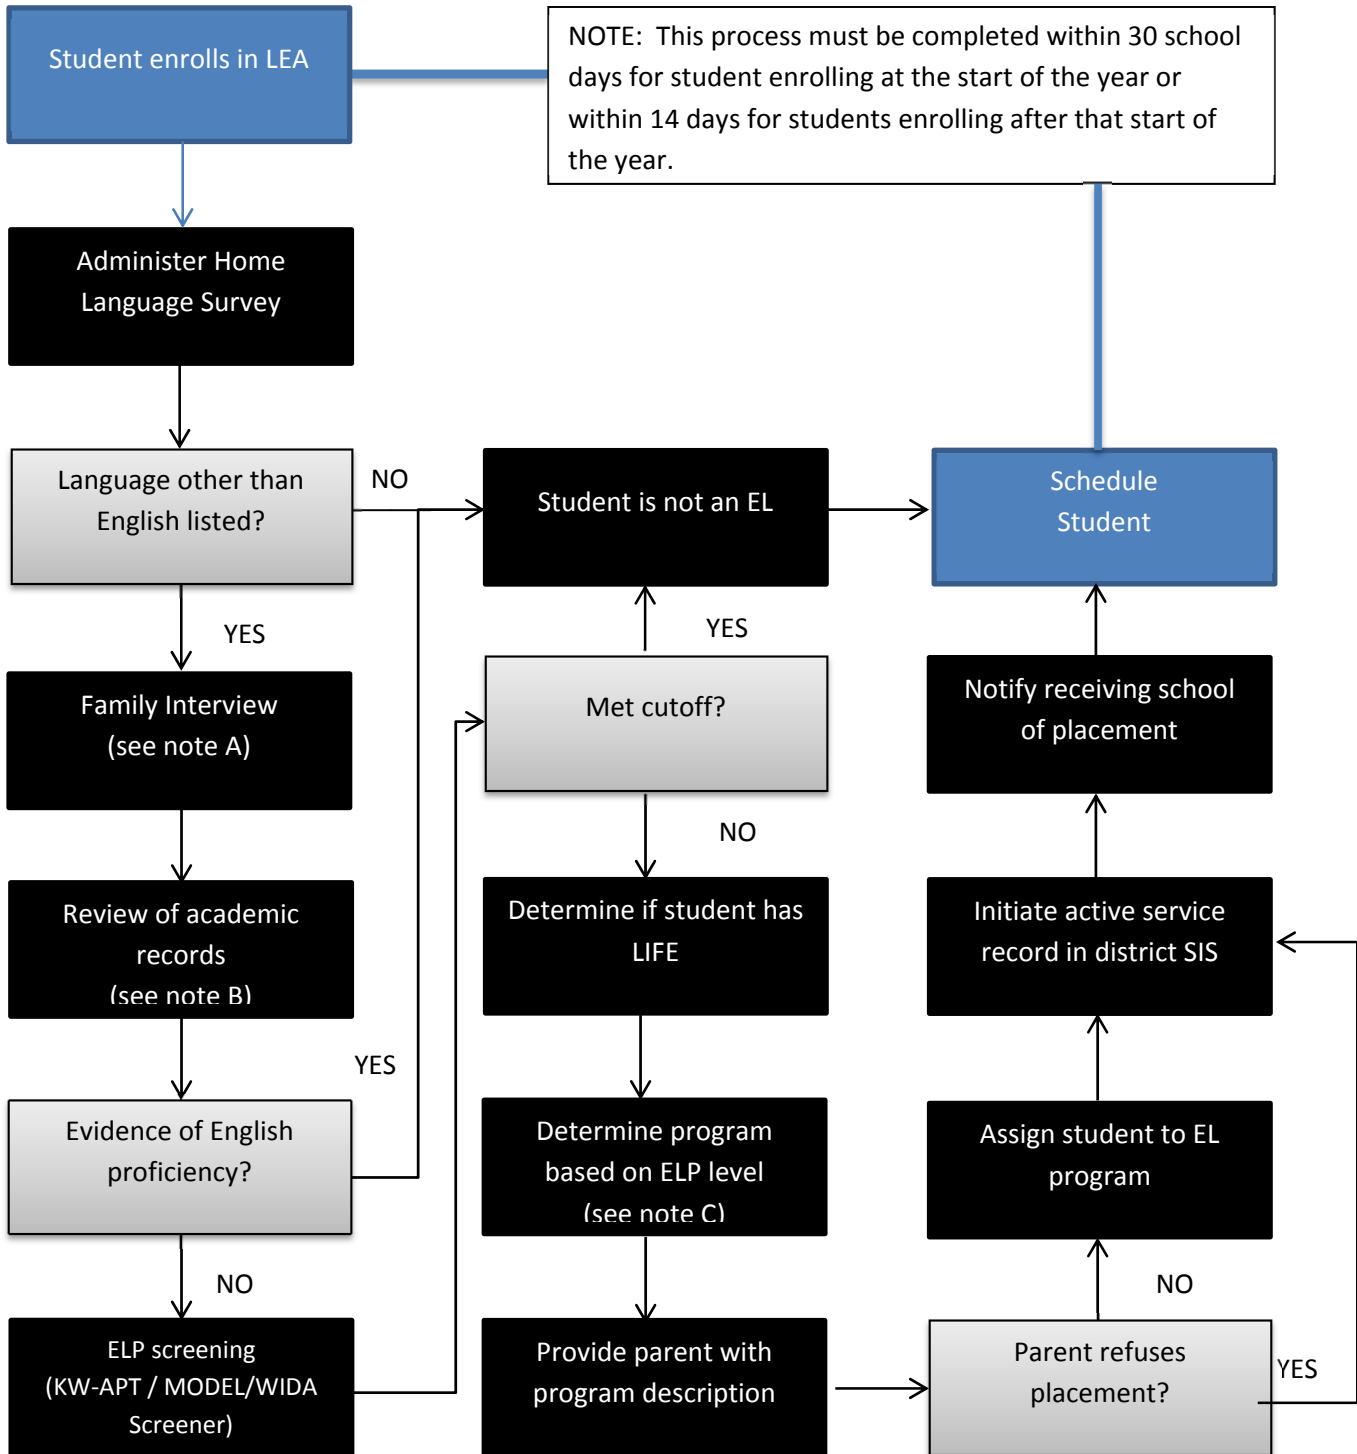 Student enrolls in LEA
NOTE:  This process must be completed within 30 school
days for student enrolling at the start of the year or
within 14 days for students enrolling after that start of
the year.
Administer Home
Language Survey
Language other than
English listed?
NO
Student is not an EL
Schedule
Student
YES
YES
Family Interview
(see note A)
Met cutoff?
Notify receiving school
of placement
NO
Review of academic
records
(see note B)
Determine if student has
LIFE
Initiate active service
record in district SIS
YES
Evidence of English
proficiency?
Determine program
based on ELP level
(see note C)
Assign student to EL
program
NO
NO
ELP screening
(KW-APT / MODEL/WIDA
Screener)
Provide parent with
program description
Parent refuses
placement?
YES